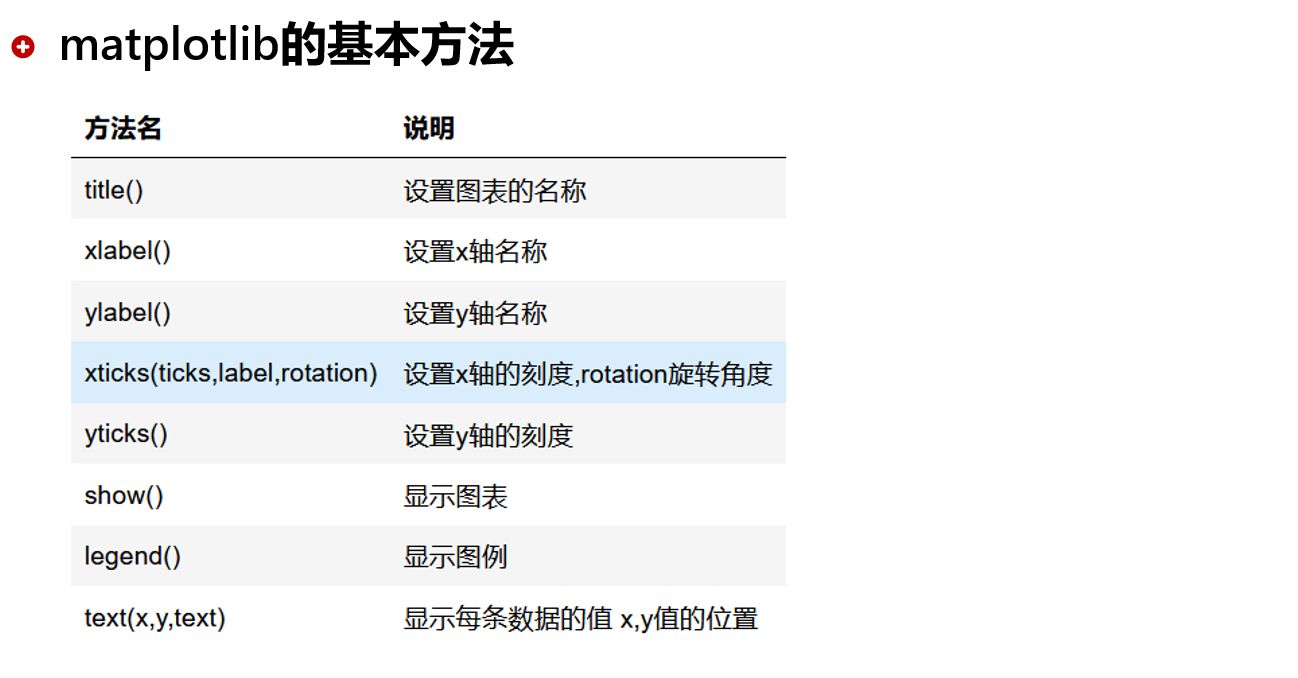 matplotlib的基本方法
方法名 说明
title() 设置图表的名称
xlabel() 设置x轴名称
ylabel() 设置y轴名称
xticks(ticks,label,rotation) 设置x轴的刻度,rotation旋转角度
yticks() 设置y轴的刻度
show() 显示图表
legend() 显示图例
text(x,y,text) 显示每条数据的值 x,y值的位置